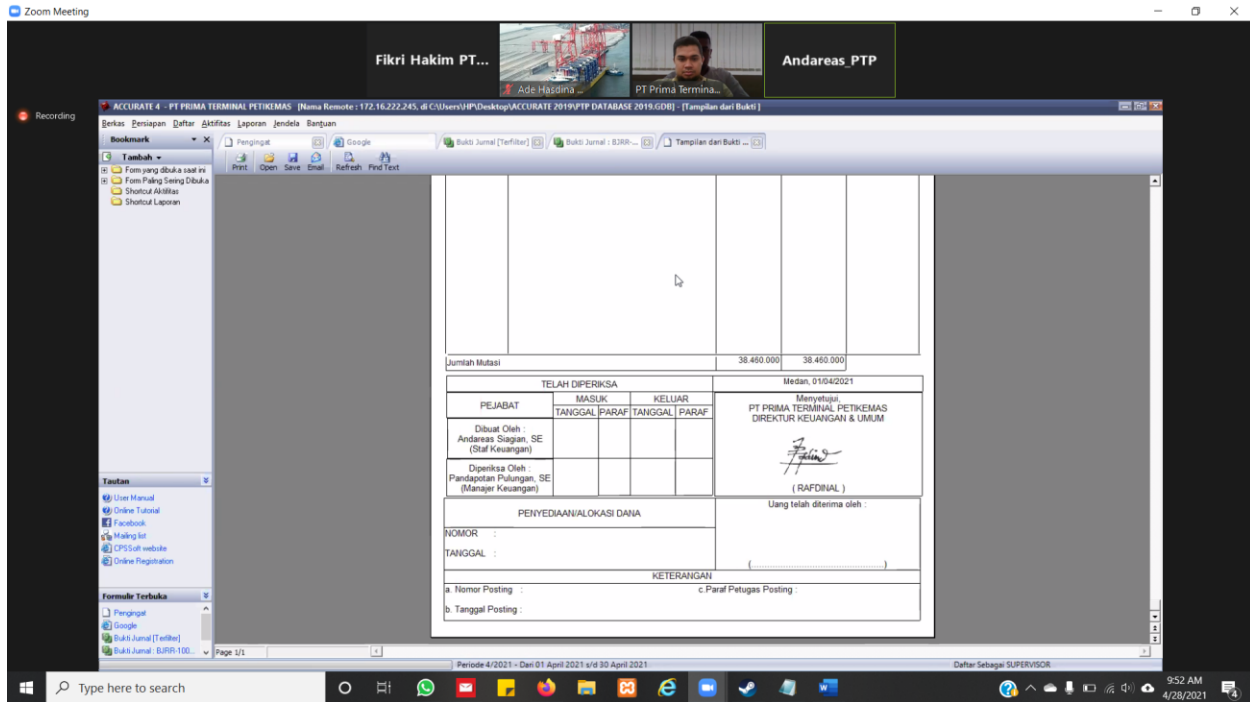 Zoom Meeting
Fikri Hakim PT...
Ade Hasdina ...
PT Prima Termina...
Andareas_PTP
Recording
ACCURATE 4 - PT PRIMA TERMINAL PETIKEMAS [Nama Remote : 172.16.222.245, di C:\Users\HP\Desktop\ACCURATE 2019\PTP DATABASE 2019.GDB] - [Tampilan dari Bukti ]
Berkas Persiapan Daftar Aktifitas Laporan Jendela Bantuan
Bookmark
Pengingat
Google
Bukti Jurnal [Terfilter]
Bukti Jurnal : BJRR-...
Tampilan dari Bukti ...
Tambah
Print Open Save Email Refresh Find Text
Form yang dibuka saat ini
Form Paling Sering Dibuka
Shortcut Aktifitas
Shortcut Laporan
Jumlah Mutasi 38.460.000 38.460.000
TELAH DIPERIKSA
Medan, 01/04/2021
PEJABAT
MASUK KELUAR
TANGGAL PARAF TANGGAL PARAF
Menyetujui,
PT PRIMA TERMINAL PETIKEMAS
DIREKTUR KEUANGAN & UMUM
Dibuat Oleh :
Andareas Siagian, SE
(Staf Keuangan)
Diperiksa Oleh :
Pandapotan Pulungan, SE
(Manajer Keuangan)
( RAFDINAL )
PENYEDIAAN/ALOKASI DANA
Uang telah diterima oleh :
NOMOR :
TANGGAL :
(..............................................)
KETERANGAN
a. Nomor Posting :
c.Paraf Petugas Posting :
b. Tanggal Posting :
Tautan
User Manual
Online Tutorial
Facebook
Mailing list
CPSSoft website
Online Registration
Formulir Terbuka
Pengingat
Google
Bukti Jurnal [Terfilter]
Bukti Jurnal : BJRR-100...
Page 1/1
Periode 4/2021 - Dari 01 April 2021 s/d 30 April 2021
Daftar Sebagai SUPERVISOR
Type here to search
9:52 AM
4/28/2021
4